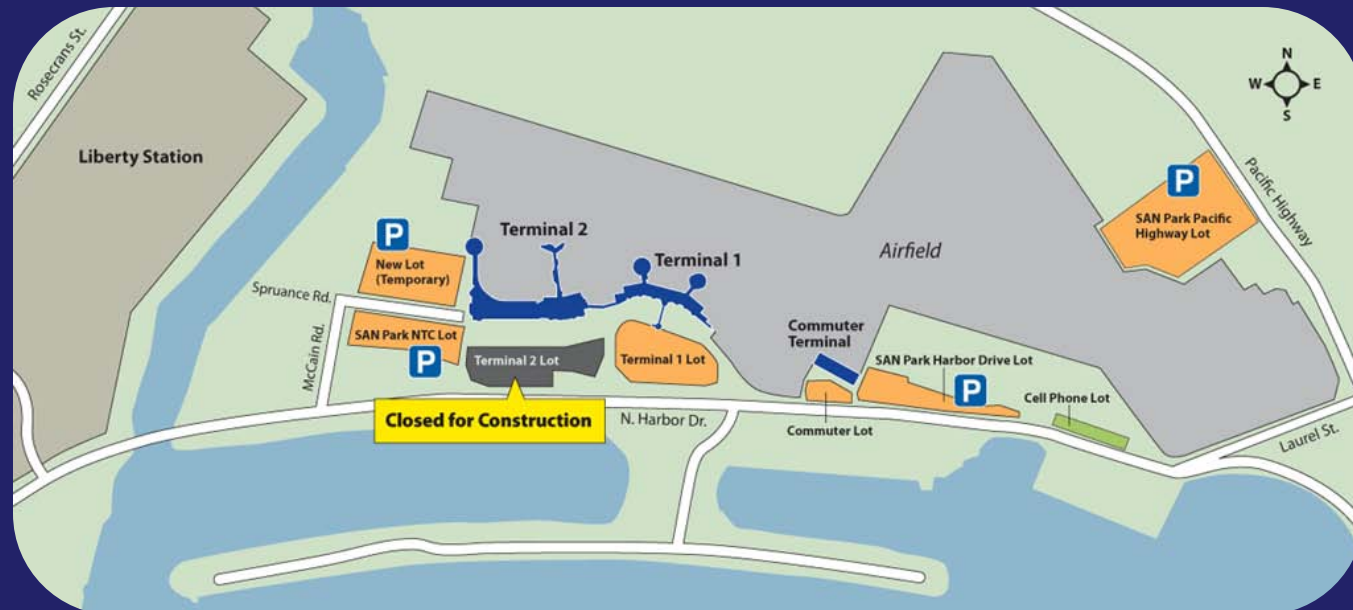 Rosecrans St.
Liberty Station
N
W
E
S
P
SAN Park Pacific
Highway Lot
Pacific Highway
Terminal 2
P
New Lot
(Temporary)
Terminal 1
Airfield
Spruance Rd.
SAN Park NTC Lot
P
McCain Rd.
Terminal 2 Lot
Terminal 1 Lot
Commuter
Terminal
SAN Park Harbor Drive Lot
P
Cell Phone Lot
Closed for Construction
N. Harbor Dr.
Commuter Lot
Laurel St.